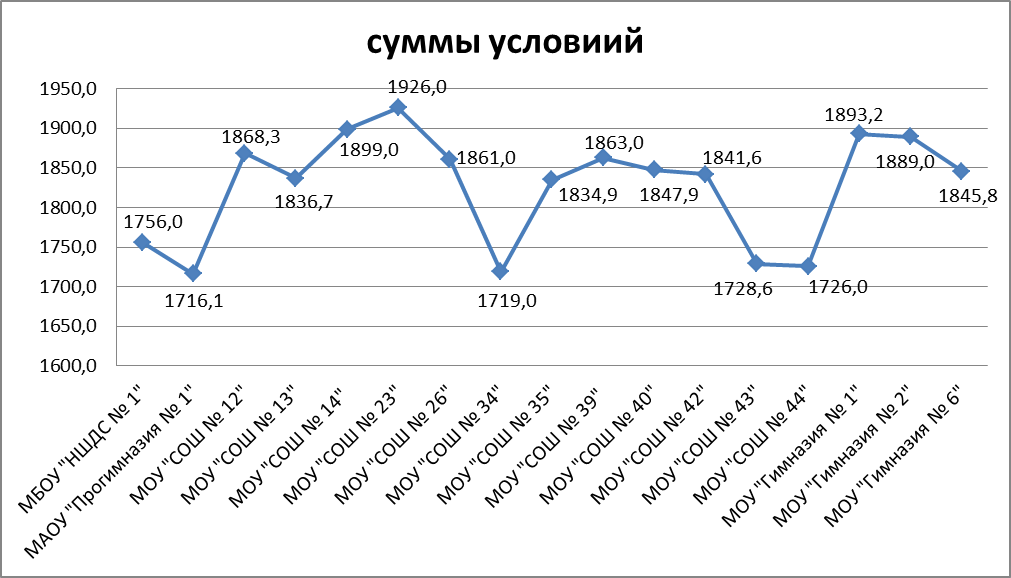 суммы условиий
1950,0
1900,0
1850,0
1800,0
1750,0
1700,0
1650,0
1600,0
1756,0
1716,1
1868,3
1836,7
1899,0
1926,0
1861,0
1719,0
1834,9
1863,0
1847,9
1841,6
1728,6
1726,0
1893,2
1889,0
1845,8
МБОУ "НШДС № 1"
МАОУ "Прогимназия № 1"
МОУ "СОШ № 12"
МОУ "СОШ № 13"
МОУ "СОШ № 14"
МОУ "СОШ № 23"
МОУ "СОШ № 26"
МОУ "СОШ № 34"
МОУ "СОШ № 35"
МОУ "СОШ № 39"
МОУ "СОШ № 40"
МОУ "СОШ № 42"
МОУ "СОШ № 43"
МОУ "СОШ № 44"
МОУ "Гимназия № 1"
МОУ "Гимназия № 2"
МОУ "Гимназия № 6"